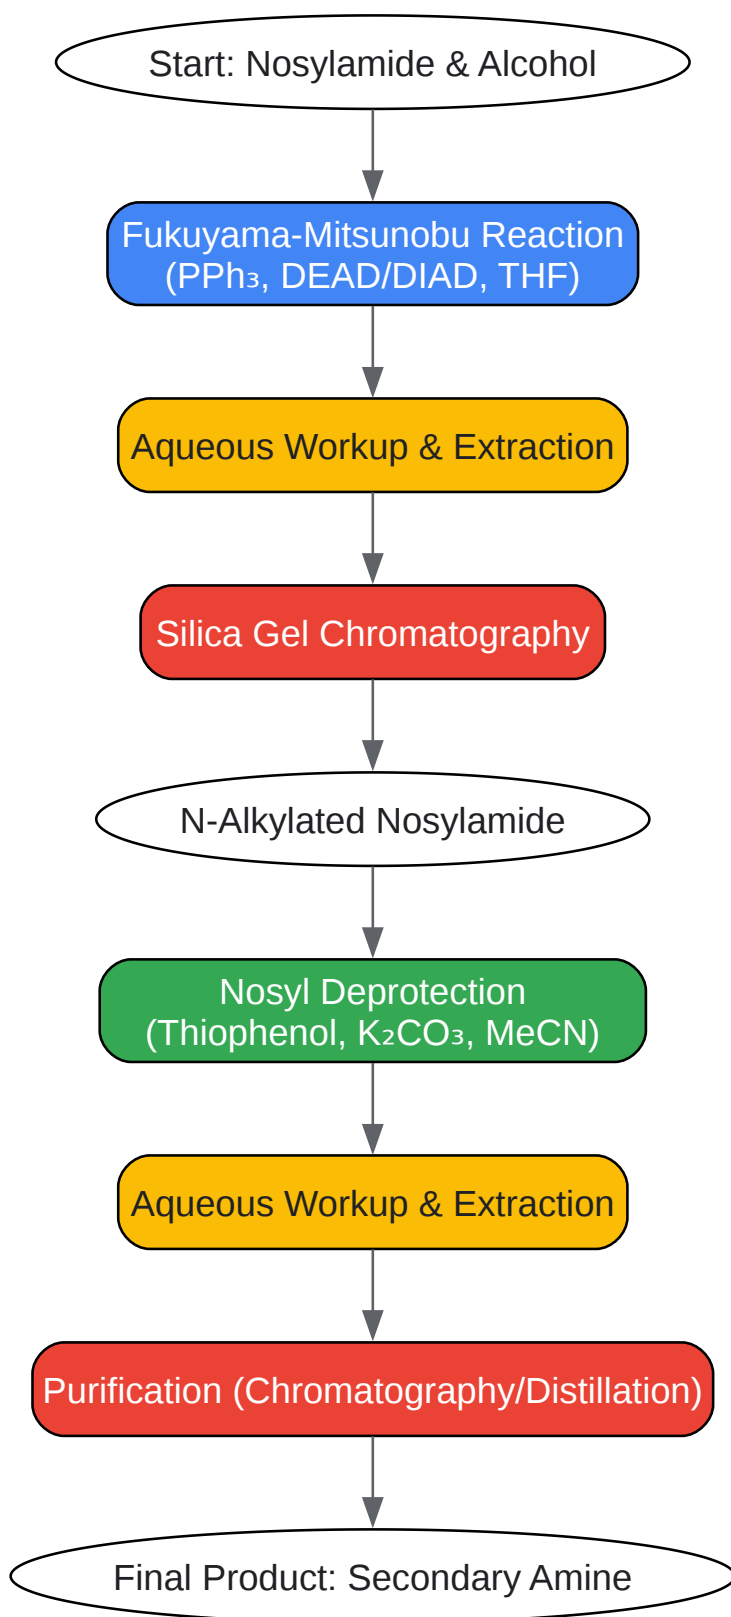 Start: Nosylamide & Alcohol
Fukuyama-Mitsunobu Reaction
(PPh₃, DEAD/DIAD, THF)
Aqueous Workup & Extraction
Silica Gel Chromatography
N-Alkylated Nosylamide
Nosyl Deprotection
(Thiophenol, K₂CO₃, MeCN)
Aqueous Workup & Extraction
Purification (Chromatography/Distillation)
Final Product: Secondary Amine